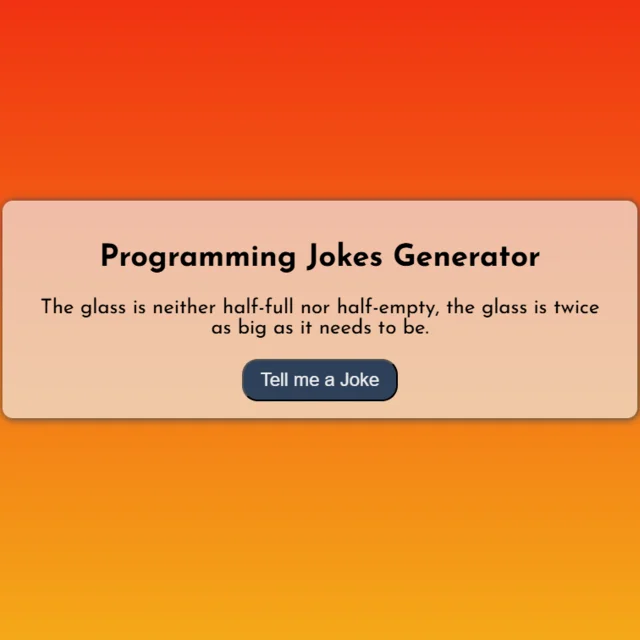 Programming Jokes Generator
The glass is neither half-full nor half-empty, the glass is twice
as big as it needs to be.
Tell me a Joke